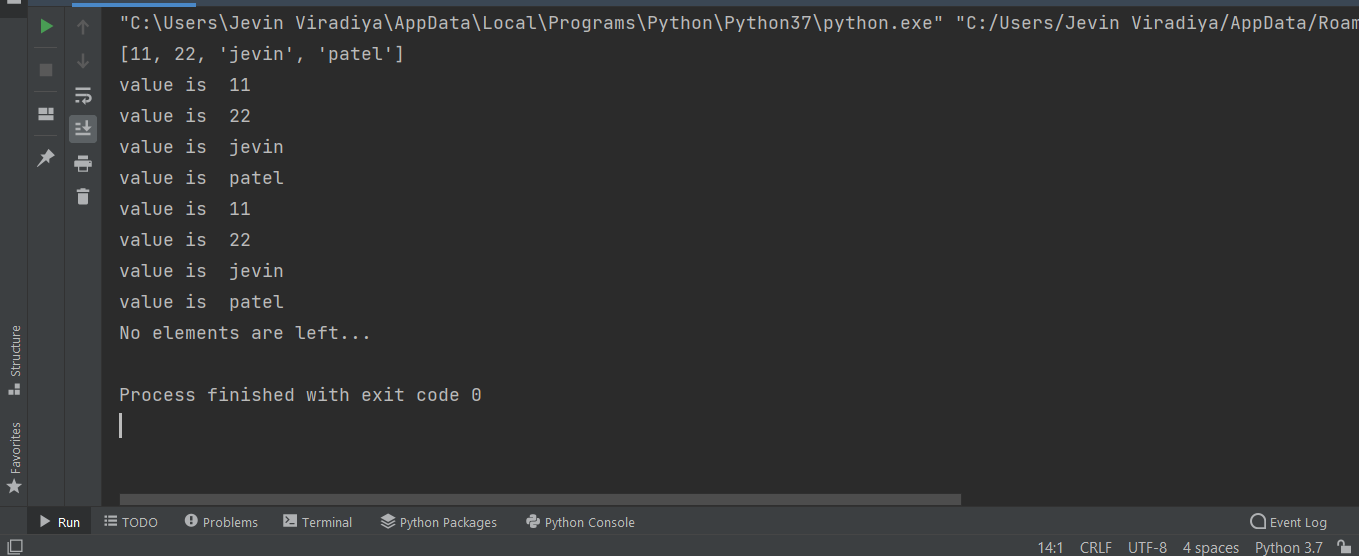 "C:\Users\Jevin Viradiya\AppData\Local\Programs\Python\Python37\python.exe" "C:/Users/Jevin Viradiya/AppData/Roam
[11, 22, 'jevin', 'patel']
value is  11
value is  22
value is  jevin
value is  patel
value is  11
value is  22
value is  jevin
value is  patel
No elements are left...
Process finished with exit code 0
Structure
Favorites
Run TODO Problems Terminal Python Packages Python Console Event Log
14:1 CRLF UTF-8 4 spaces Python 3.7